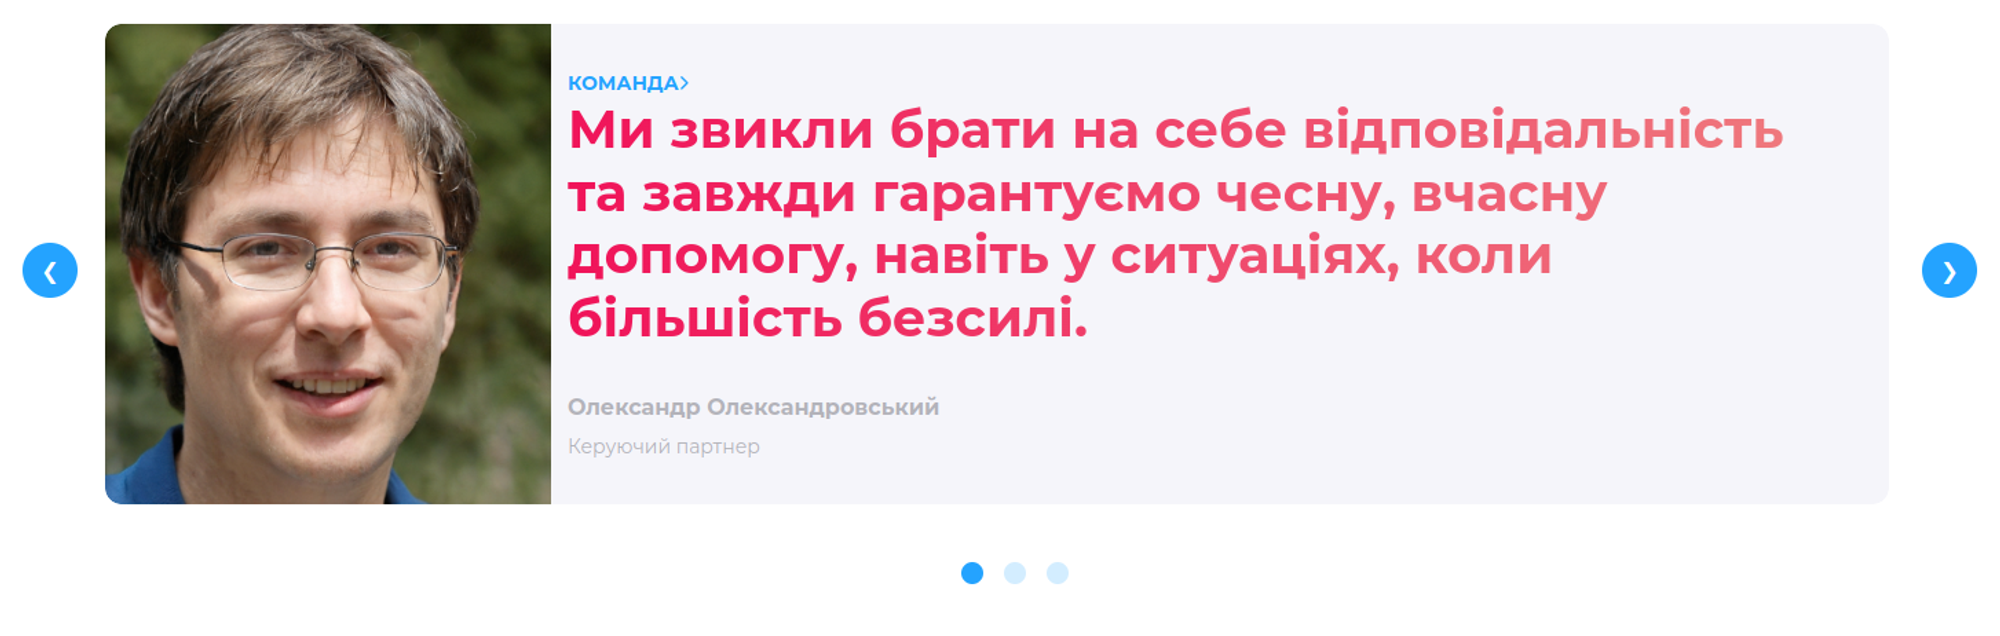 КОМАНДА>
Ми звикли брати на себе відповідальність
та завжди гарантуємо чесну, вчасну
допомогу, навіть у ситуаціях, коли
більшість безсилі.
Олександр Олександровський
Керуючий партнер